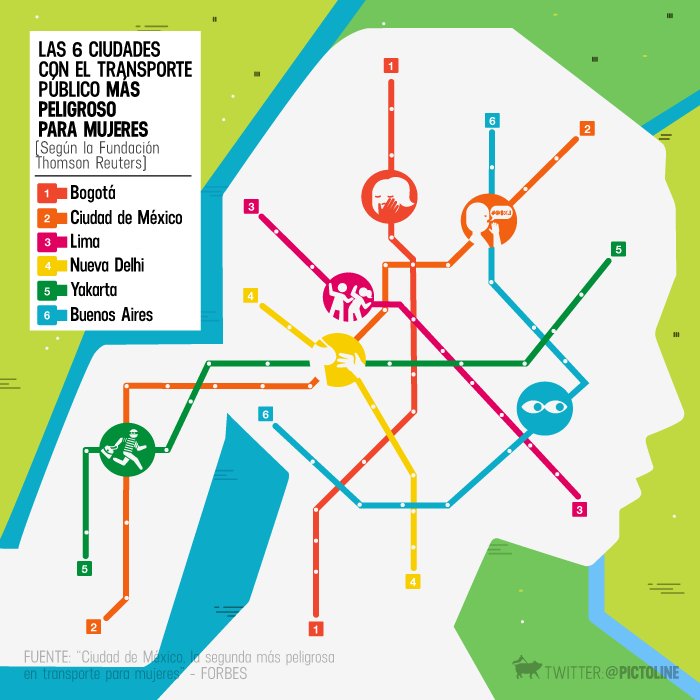 LAS 6 CIUDADES
CON EL TRANSPORTE
PÚBLICO MÁS
PELIGROSO
PARA MUJERES
(Según la Fundación
Thomson Reuters)
1 Bogotá
2 Ciudad de México
3 Lima
4 Nueva Delhi
5 Yakarta
6 Buenos Aires
1
6
2
3
5
4
6
3
5
4
2
1
FUENTE: "Ciudad de México, la segunda más peligrosa
en transporte para mujeres" - FORBES
TWITTER.@PICTOLINE